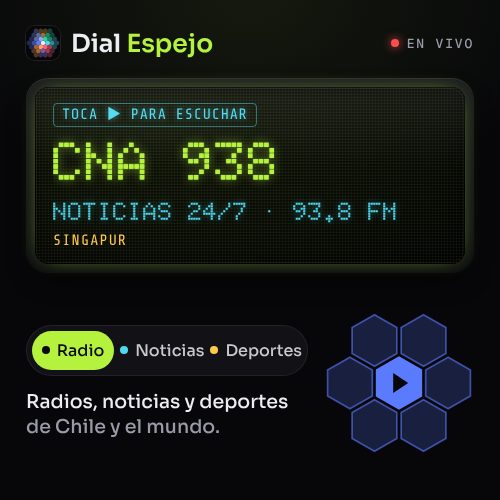 Dial Espejo
EN VIVO
TOCA ▶ PARA ESCUCHAR
CNA 938
NOTICIAS 24/7 · 93,8 FM
SINGAPUR
Radio
Noticias
Deportes
Radios, noticias y deportes
de Chile y el mundo.